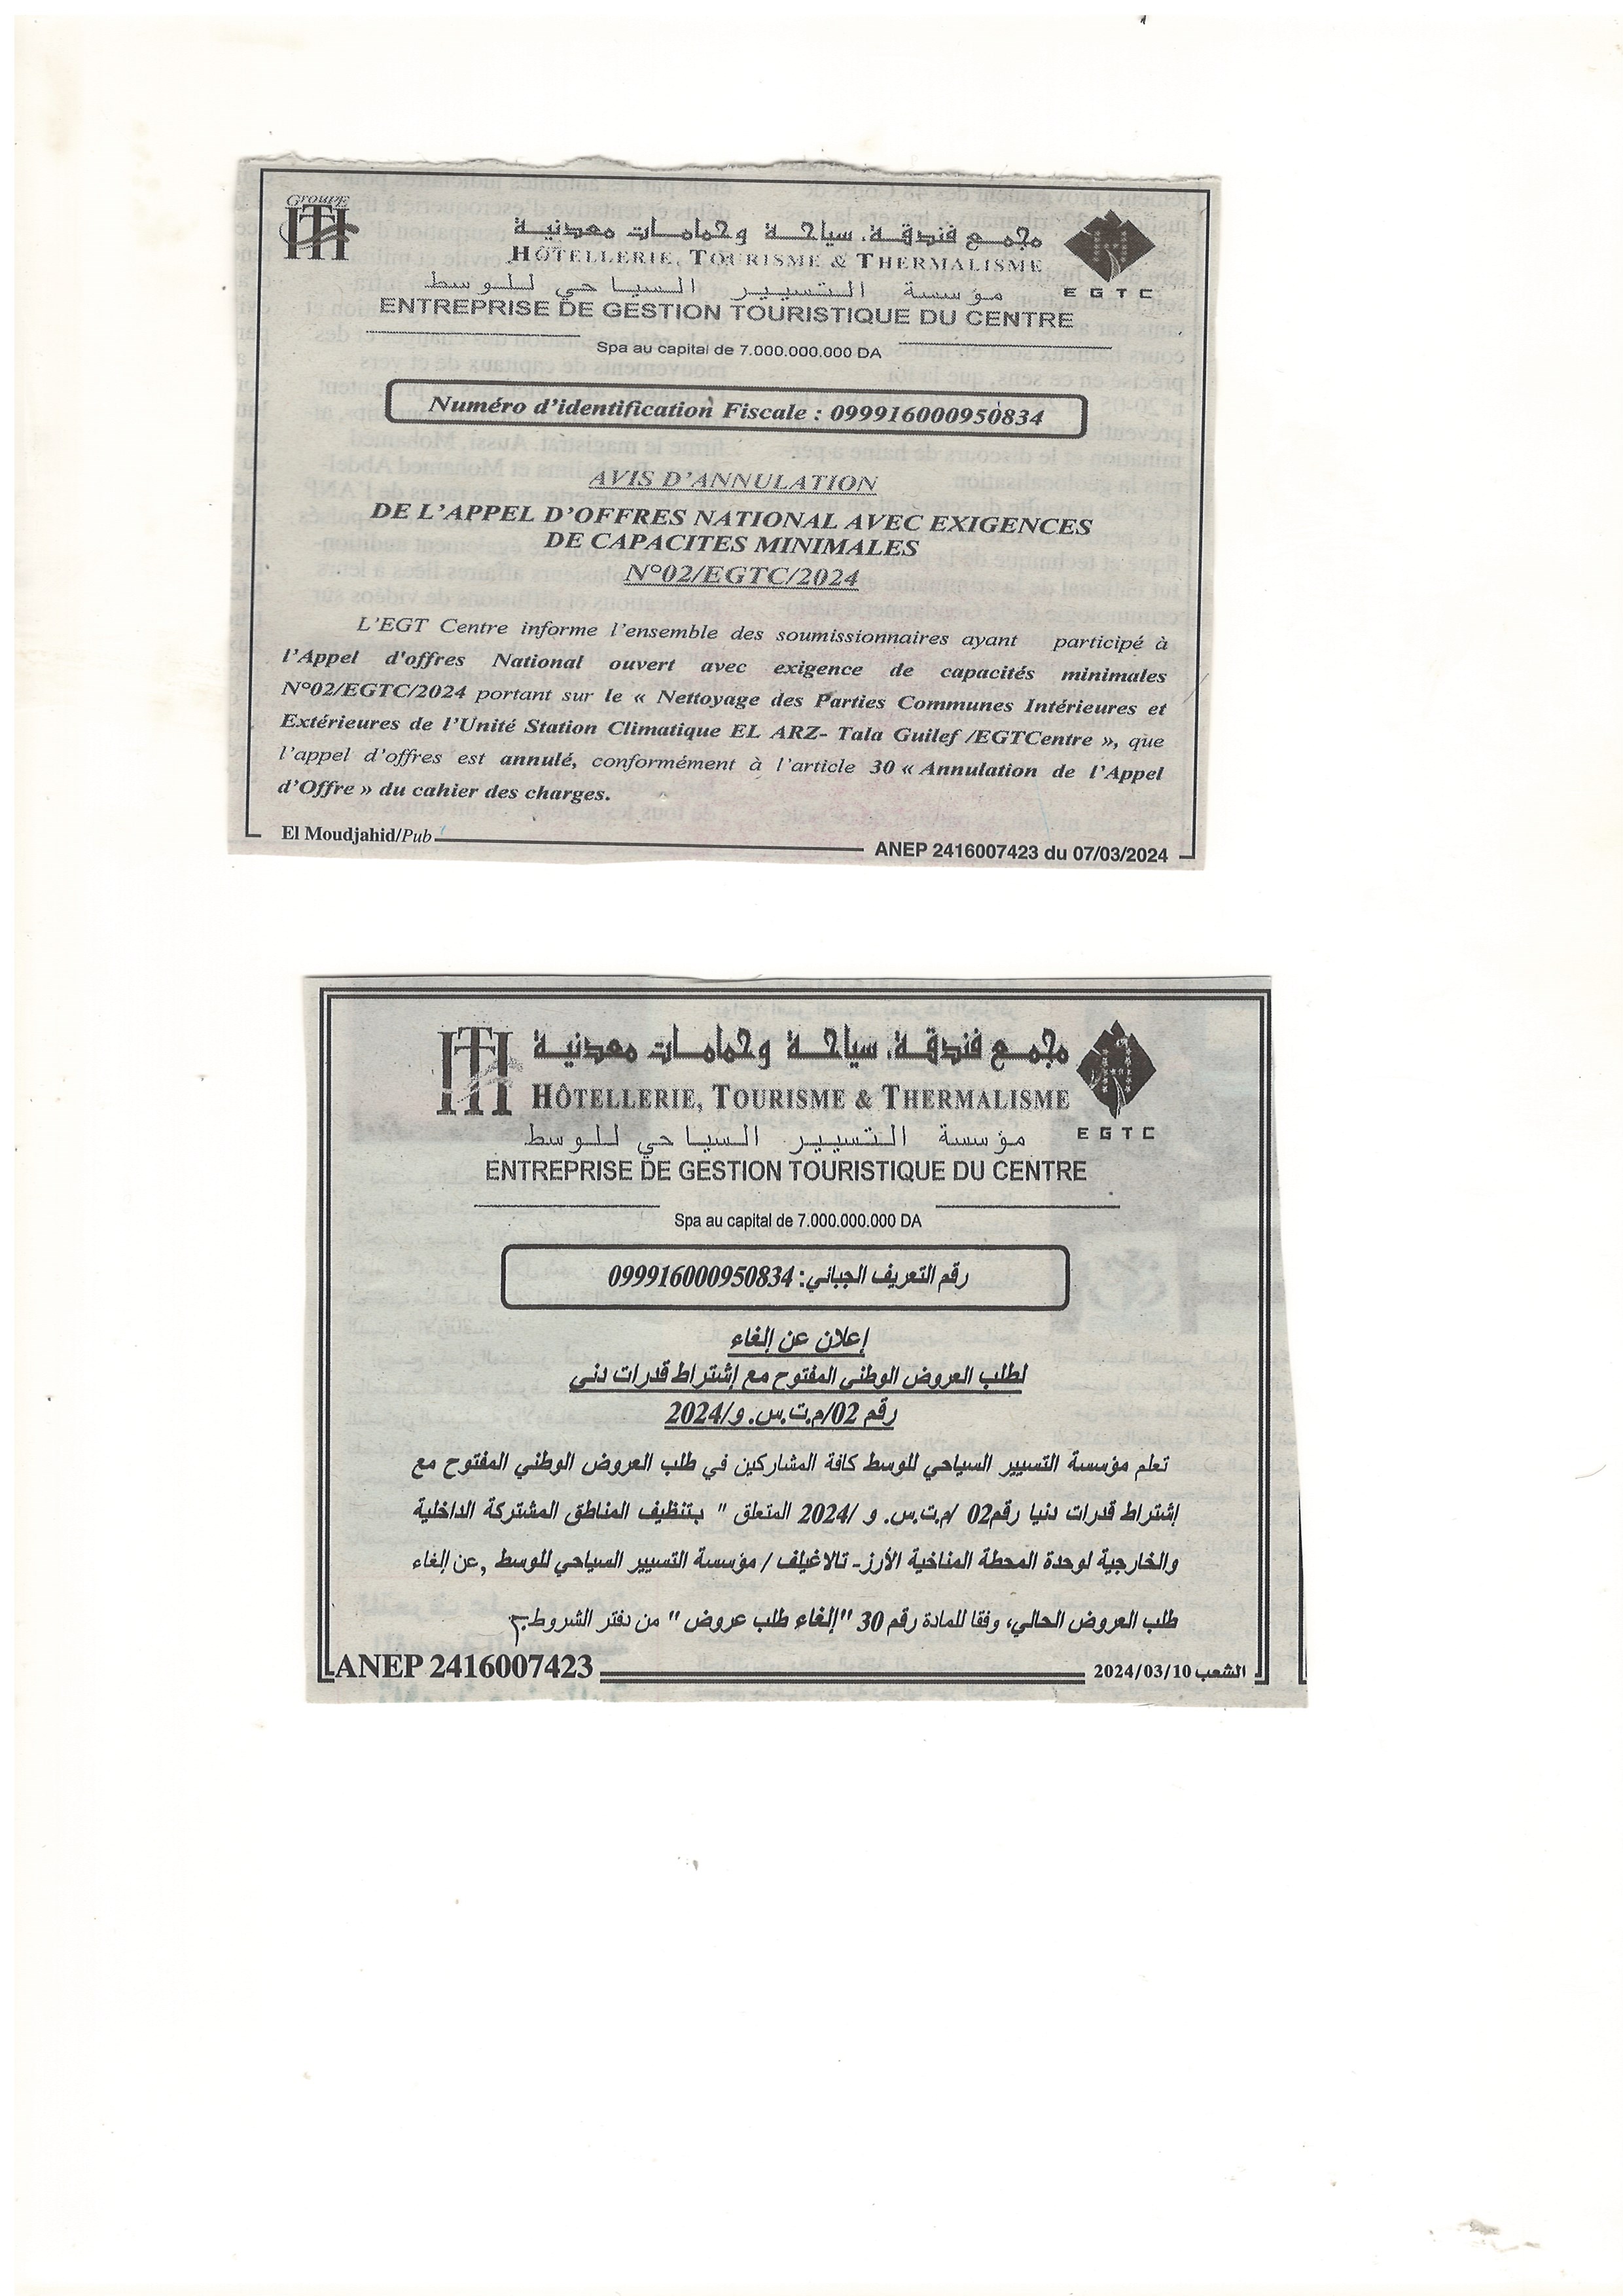 Groupe
HTT
مجمع فندقة، سياحة وحمامات معدنية
HÔTELLERIE, TOURISME & THERMALISME
مؤسسة التسيير السياحي للوسط
EGTC
ENTREPRISE DE GESTION TOURISTIQUE DU CENTRE
Spa au capital de 7.000.000.000 DA
Numéro d'identification Fiscale : 099916000950834
AVIS D'ANNULATION
DE L'APPEL D'OFFRES NATIONAL AVEC EXIGENCES
DE CAPACITES MINIMALES
N°02/EGTC/2024
L'EGT Centre informe l'ensemble des soumissionnaires ayant participé à
l'Appel d'offres National ouvert avec exigence de capacités minimales
N°02/EGTC/2024 portant sur le « Nettoyage des Parties Communes Intérieures et
Extérieures de l'Unité Station Climatique EL ARZ- Tala Guilef /EGTCentre », que
l'appel d'offres est annulé, conformément à l'article 30 « Annulation de l'Appel
d'Offre » du cahier des charges.
El Moudjahid/Pub
ANEP 2416007423 du 07/03/2024
HTT
مجمع فندقة، سياحة وحمامات معدنية
HÔTELLERIE, TOURISME & THERMALISME
مؤسسة التسيير السياحي للوسط
EGTC
ENTREPRISE DE GESTION TOURISTIQUE DU CENTRE
Spa au capital de 7.000.000.000 DA
رقم التعريف الجبائي: 099916000950834
إعلان عن إلغاء
لطلب العروض الوطني المفتوح مع إشتراط قدرات دنى
رقم 02/م.ت.س. و/2024
تعلم مؤسسة التسيير السياحي للوسط كافة المشاركين في طلب العروض الوطني المفتوح مع
إشتراط قدرات دنيا رقم02 /م.ت.س. و /2024 المتعلق " بتنظيف المناطق المشتركة الداخلية
والخارجية لوحدة المحطة المناخية الأرز- تالاغيلف / مؤسسة التسيير السياحي للوسط ,عن إلغاء
طلب العروض الحالي، وفقا للمادة رقم 30 "إلغاء طلب عروض " من دفتر الشروط.
ANEP 2416007423
الشعب 2024/03/10